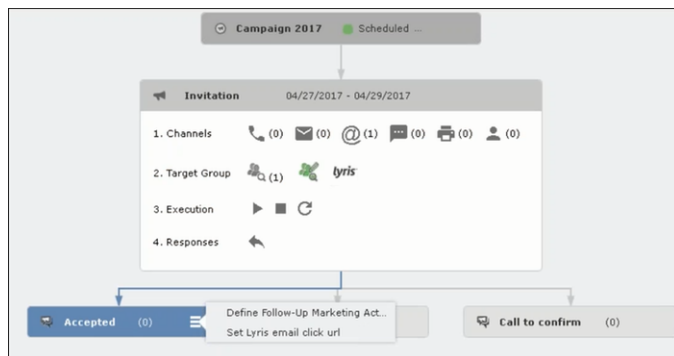 Campaign 2017 Scheduled ...
Invitation 04/27/2017 - 04/29/2017
1. Channels (0) (0) @ (1) (0) (0) (0)
2. Target Group (1) lyris
3. Execution
4. Responses
Accepted (0)
Define Follow-Up Marketing Act...
Set Lyris email click url
Call to confirm (0)